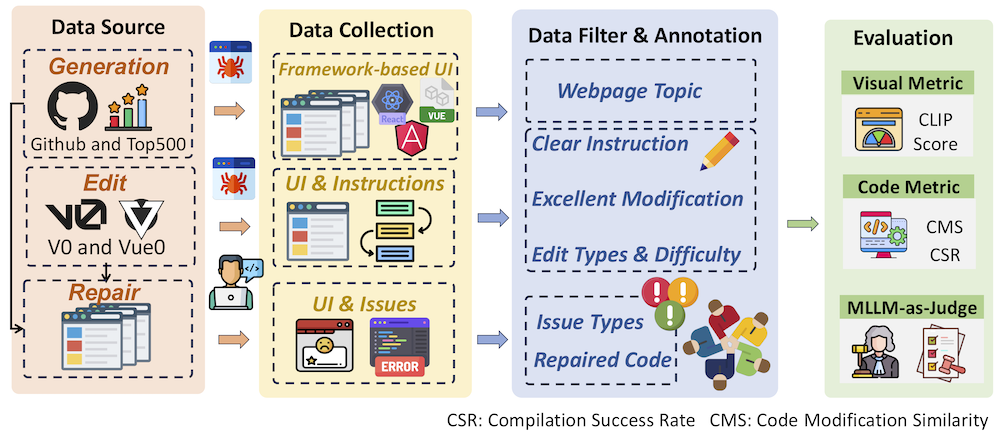 Data Source
Generation
Github and Top500
Edit
V0
V0 and Vue0
Repair
Data Collection
Framework-based UI
React
VUE
UI & Instructions
UI & Issues
ERROR
Data Filter & Annotation
Webpage Topic
Clear Instruction
Excellent Modification
Edit Types & Difficulty
Issue Types
Repaired Code
Evaluation
Visual Metric
CLIP
Score
Code Metric
CMS
CSR
MLLM-as-Judge
CSR: Compilation Success Rate CMS: Code Modification Similarity